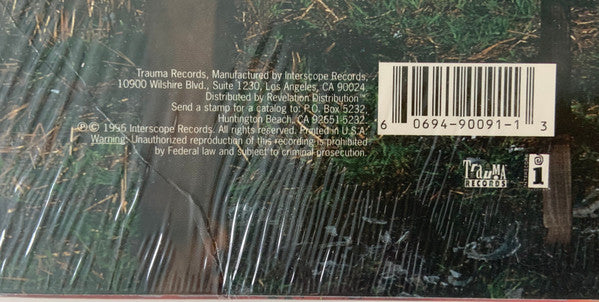 Trauma Records, Manufactured by Interscope Records,
10900 Wilshire Blvd., Suite 1230, Los Angeles, CA 90024.
Distributed by Revelation Distribution
Send a stamp for a catalog to: P.O. Box 5232,
Huntington Beach, CA 92551-5232.
℗ © 1995 Interscope Records. All rights reserved. Printed in U.S.A.
Warning: Unauthorized reproduction of this recording is prohibited
by Federal law and subject to criminal prosecution.
6 0694-90091-1 3
TRAUMA
RECORDS
i